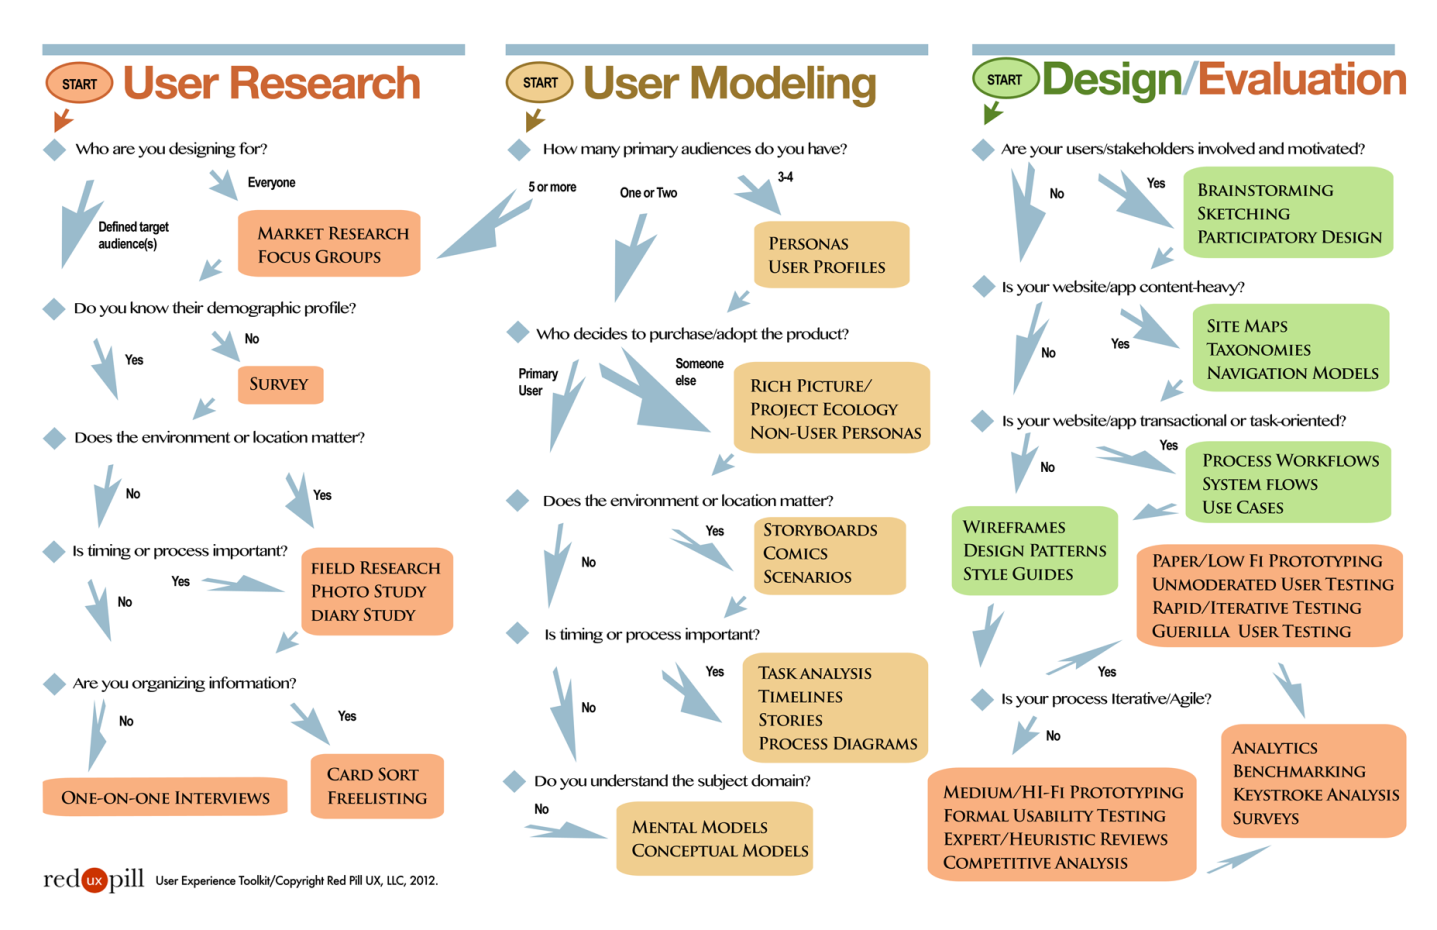 START
User Research
Who are you designing for?
Everyone
Defined target
audience(s)
MARKET RESEARCH
FOCUS GROUPS
Do you know their demographic profile?
Yes
No
SURVEY
Does the environment or location matter?
No
Yes
Is timing or process important?
Yes
No
FIELD RESEARCH
PHOTO STUDY
DIARY STUDY
Are you organizing information?
No
Yes
ONE-ON-ONE INTERVIEWS
CARD SORT
FREELISTING
START
User Modeling
How many primary audiences do you have?
5 or more
One or Two
3-4
PERSONAS
USER PROFILES
Who decides to purchase/adopt the product?
Primary
User
Someone
else
RICH PICTURE/
PROJECT ECOLOGY
NON-USER PERSONAS
Does the environment or location matter?
No
Yes
STORYBOARDS
COMICS
SCENARIOS
Is timing or process important?
No
Yes
TASK ANALYSIS
TIMELINES
STORIES
PROCESS DIAGRAMS
Do you understand the subject domain?
No
MENTAL MODELS
CONCEPTUAL MODELS
START
Design/Evaluation
Are your users/stakeholders involved and motivated?
No
Yes
BRAINSTORMING
SKETCHING
PARTICIPATORY DESIGN
Is your website/app content-heavy?
No
Yes
SITE MAPS
TAXONOMIES
NAVIGATION MODELS
Is your website/app transactional or task-oriented?
No
Yes
PROCESS WORKFLOWS
SYSTEM FLOWS
USE CASES
WIREFRAMES
DESIGN PATTERNS
STYLE GUIDES
PAPER/LOW FI PROTOTYPING
UNMODERATED USER TESTING
RAPID/ITERATIVE TESTING
GUERILLA USER TESTING
Yes
Is your process Iterative/Agile?
No
MEDIUM/HI-FI PROTOTYPING
FORMAL USABILITY TESTING
EXPERT/HEURISTIC REVIEWS
COMPETITIVE ANALYSIS
ANALYTICS
BENCHMARKING
KEYSTROKE ANALYSIS
SURVEYS
red ux pill
User Experience Toolkit/Copyright Red Pill UX, LLC, 2012.